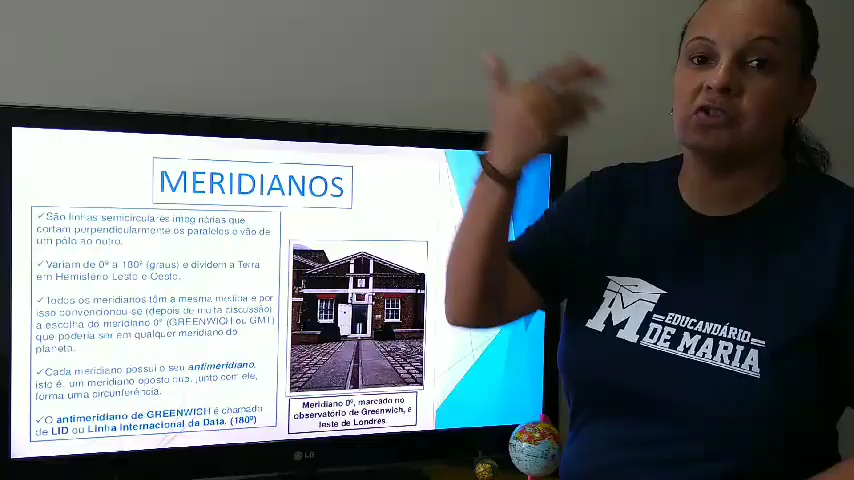 MERIDIANOS
✓São linhas semicirculares imaginárias que
cortam perpendicularmente os paralelos e vão de
um pólo ao outro.
✓Variam de 0º a 180º (graus) e dividem a Terra
em Hemisfério Leste e Oeste.
✓Todos os meridianos têm a mesma medida e por
isso convencionou-se (depois de muita discussão)
a escolha do meridiano 0º (GREENWICH ou GMT)
que poderia ser em qualquer meridiano do
planeta.
✓Cada meridiano possui o seu antimeridiano,
isto é, um meridiano oposto que, junto com ele,
forma uma circunferência.
✓O antimeridiano de GREENWICH é chamado
de LID ou Linha Internacional da Data. (180º)
Meridiano 0º, marcado no
observatório de Greenwich, a
leste de Londres.
LG
M EDUCANDÁRIO
DE MARIA